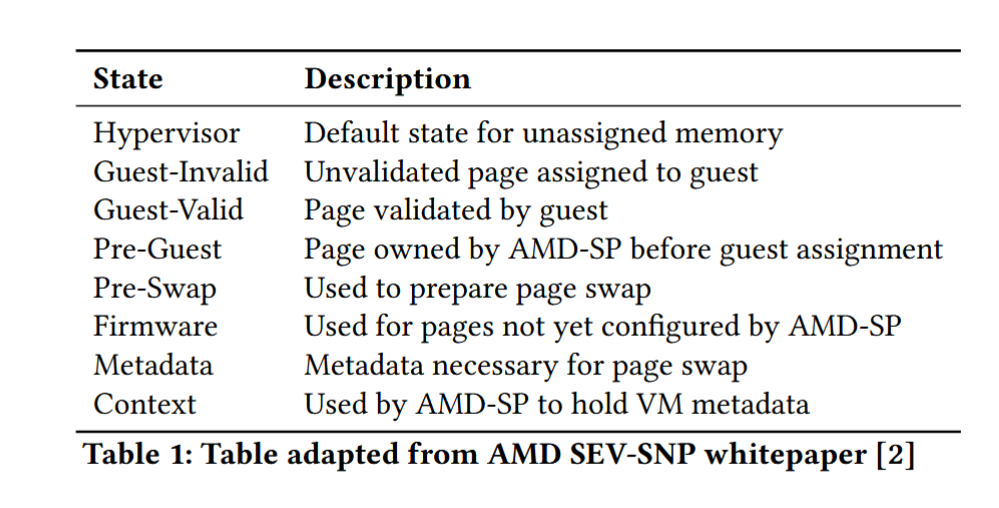 State Description
Hypervisor Default state for unassigned memory
Guest-Invalid Unvalidated page assigned to guest
Guest-Valid Page validated by guest
Pre-Guest Page owned by AMD-SP before guest assignment
Pre-Swap Used to prepare page swap
Firmware Used for pages not yet configured by AMD-SP
Metadata Metadata necessary for page swap
Context Used by AMD-SP to hold VM metadata
Table 1: Table adapted from AMD SEV-SNP whitepaper [2]